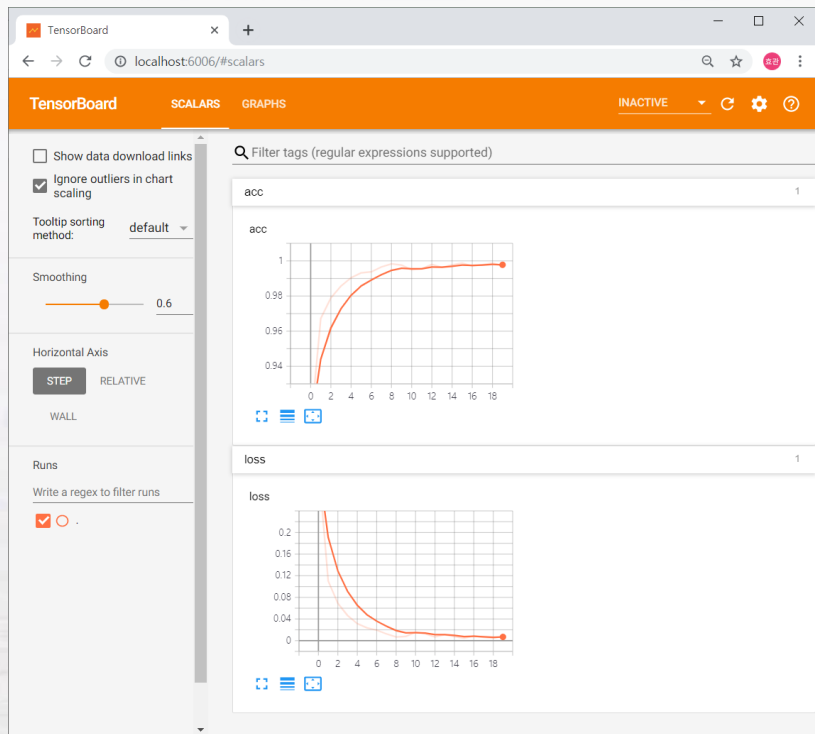 TensorBoard
localhost:6006/#scalars
효관
TensorBoard
SCALARS
GRAPHS
INACTIVE
Show data download links
Ignore outliers in chart
scaling
Tooltip sorting
method:
default
Smoothing
0.6
Horizontal Axis
STEP
RELATIVE
WALL
Runs
Write a regex to filter runs
.
Filter tags (regular expressions supported)
acc
1
acc
1
0.98
0.96
0.94
0 2 4 6 8 10 12 14 16 18
loss
1
loss
0.2
0.16
0.12
0.08
0.04
0
0 2 4 6 8 10 12 14 16 18